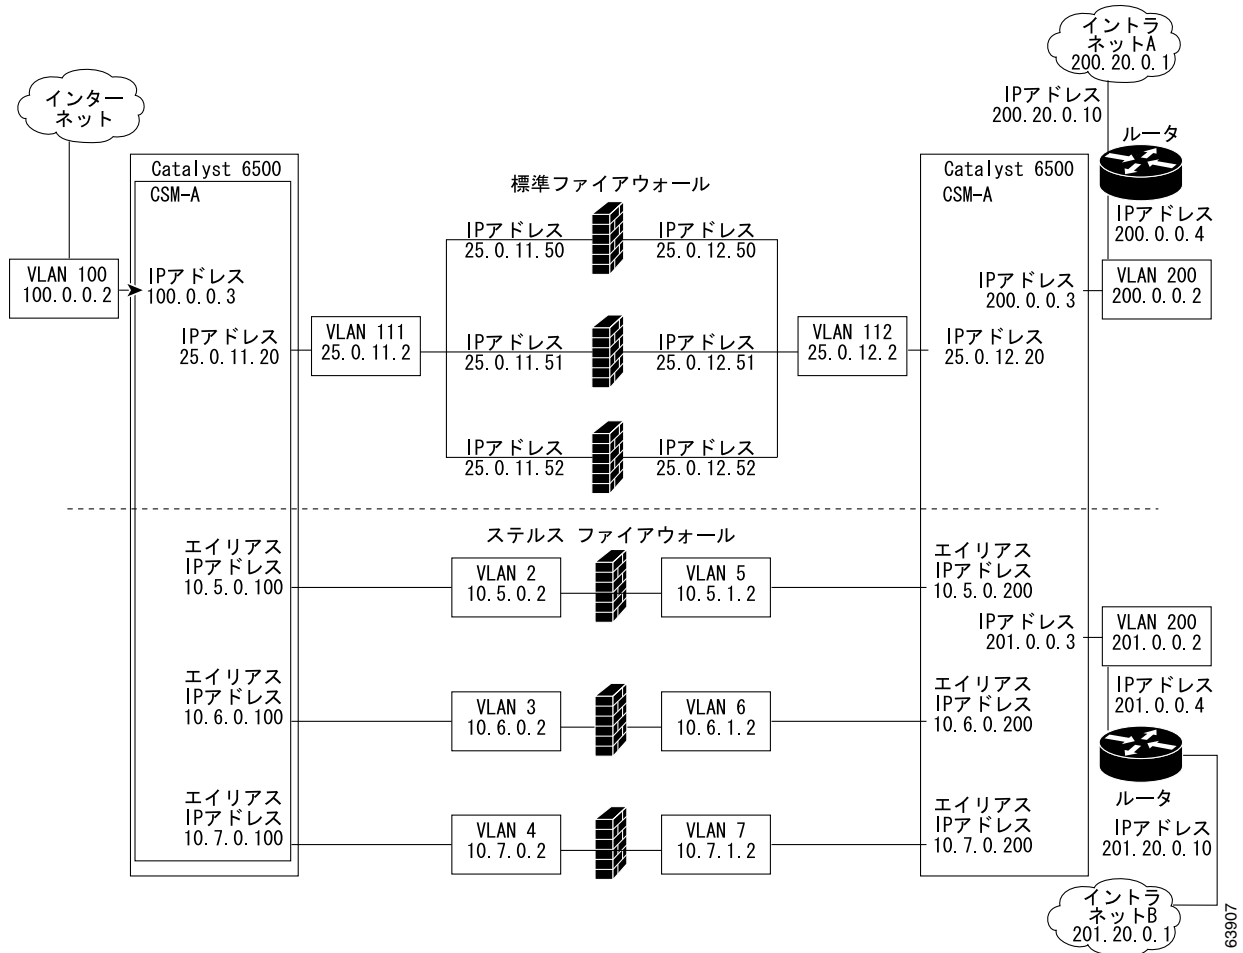 イントラ
ネットA
200.20.0.1
インター
ネット
IPアドレス
200.20.0.10
ルータ
Catalyst 6500
CSM-A
標準ファイアウォール
Catalyst 6500
CSM-A
IPアドレス
25.0.11.50
IPアドレス
25.0.12.50
IPアドレス
200.0.0.4
VLAN 100
100.0.0.2
IPアドレス
100.0.0.3
IPアドレス
200.0.0.3
VLAN 200
200.0.0.2
IPアドレス
25.0.11.20
VLAN 111
25.0.11.2
IPアドレス
25.0.11.51
IPアドレス
25.0.12.51
VLAN 112
25.0.12.2
IPアドレス
25.0.12.20
IPアドレス
25.0.11.52
IPアドレス
25.0.12.52
ステルス ファイアウォール
エイリアス
IPアドレス
10.5.0.100
VLAN 2
10.5.0.2
VLAN 5
10.5.1.2
エイリアス
IPアドレス
10.5.0.200
IPアドレス
201.0.0.3
VLAN 200
201.0.0.2
エイリアス
IPアドレス
10.6.0.100
VLAN 3
10.6.0.2
VLAN 6
10.6.1.2
エイリアス
IPアドレス
10.6.0.200
IPアドレス
201.0.0.4
ルータ
エイリアス
IPアドレス
10.7.0.100
VLAN 4
10.7.0.2
VLAN 7
10.7.1.2
エイリアス
IPアドレス
10.7.0.200
IPアドレス
201.20.0.10
イントラ
ネットB
201.20.0.1
63907